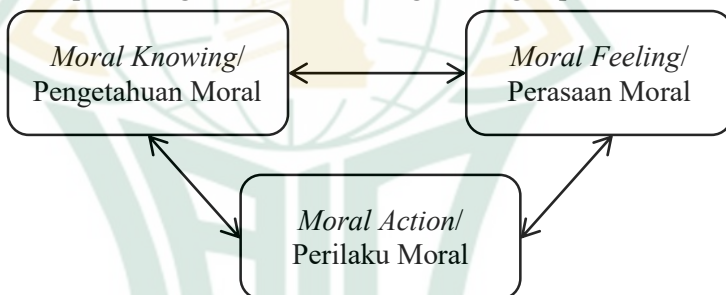 Moral Knowing/
Pengetahuan Moral
Moral Feeling/
Perasaan Moral
Moral Action/
Perilaku Moral